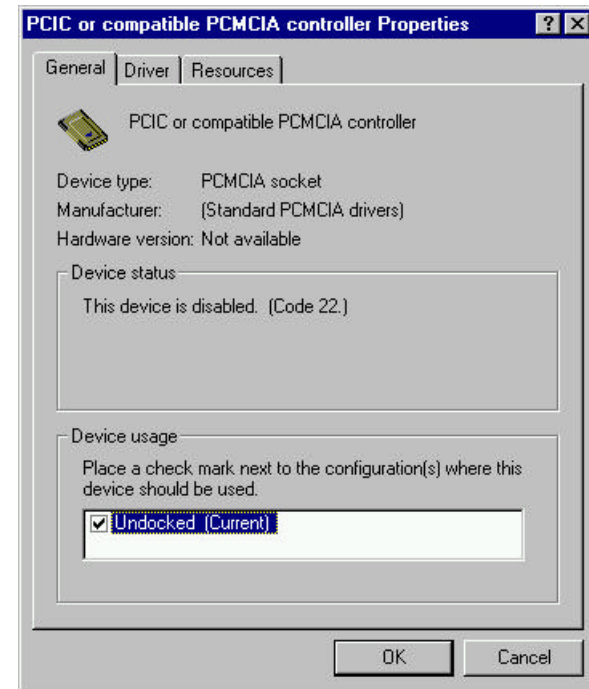 PCIC or compatible PCMCIA controller Properties
General Driver Resources
PCIC or compatible PCMCIA controller
Device type: PCMCIA socket
Manufacturer: (Standard PCMCIA drivers)
Hardware version: Not available
Device status
This device is disabled. (Code 22.)
Device usage
Place a check mark next to the configuration(s) where this
device should be used.
Undocked (Current)
OK Cancel